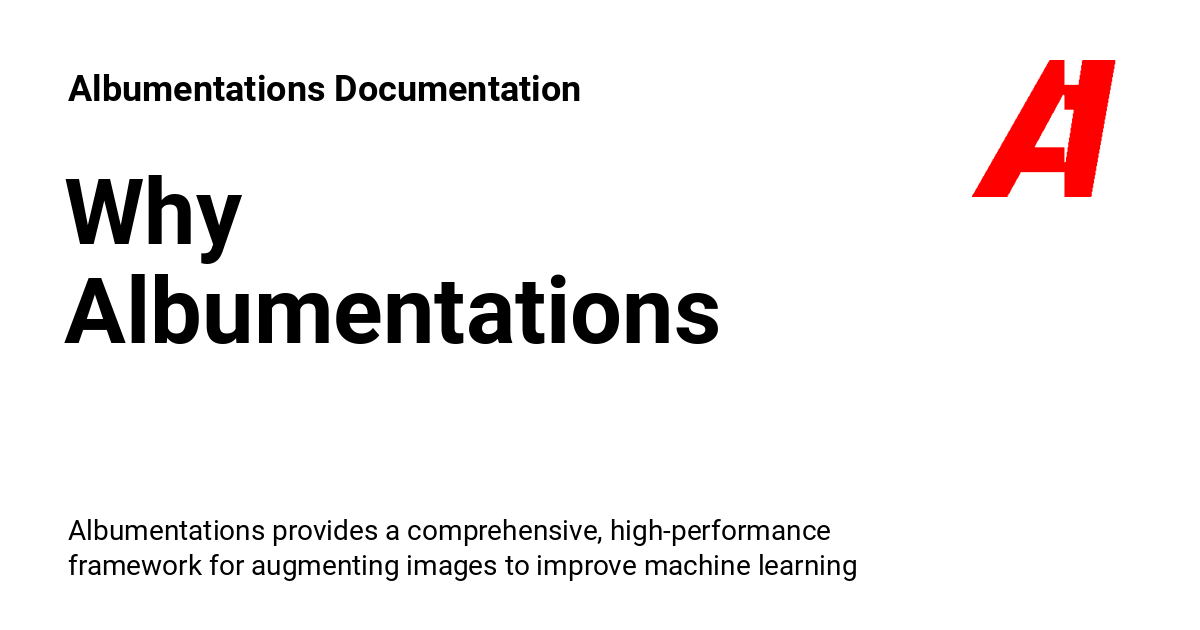 Albumentations Documentation
Why
Albumentations
Albumentations provides a comprehensive, high-performance
framework for augmenting images to improve machine learning